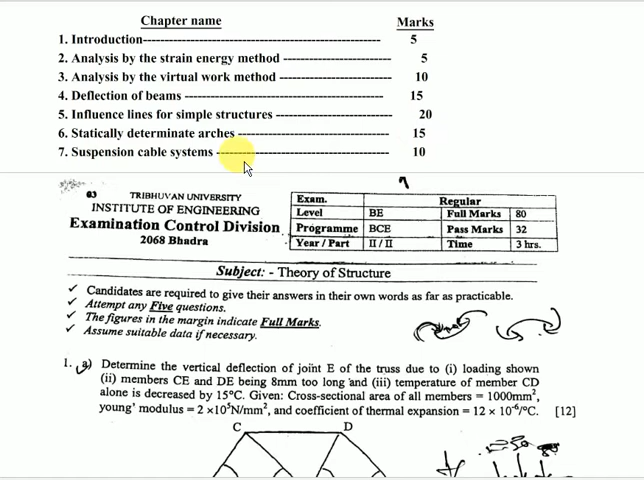 Chapter name Marks
1. Introduction------------------------------------------------------------ 5
2. Analysis by the strain energy method --------------------------- 5
3. Analysis by the virtual work method ---------------------------- 10
4. Deflection of beams -------------------------------------------------- 15
5. Influence lines for simple structures ----------------------------- 20
6. Statically determinate arches -------------------------------------- 15
7. Suspension cable systems ------------------------------------------- 10
03 TRIBHUVAN UNIVERSITY
INSTITUTE OF ENGINEERING
Examination Control Division
2068 Bhadra
Exam. Regular
Level BE Full Marks 80
Programme BCE Pass Marks 32
Year / Part II / II Time 3 hrs.
Subject: - Theory of Structure
✓ Candidates are required to give their answers in their own words as far as practicable.
✓ Attempt any Five questions.
✓ The figures in the margin indicate Full Marks.
✓ Assume suitable data if necessary.
1. a) Determine the vertical deflection of joint E of the truss due to (i) loading shown
(ii) members CE and DE being 8mm too long and (iii) temperature of member CD
alone is decreased by 15°C. Given: Cross-sectional area of all members = 1000mm²,
young' modulus = 2 ×10⁵N/mm², and coefficient of thermal expansion = 12 × 10⁻⁶/°C. [12]
C D